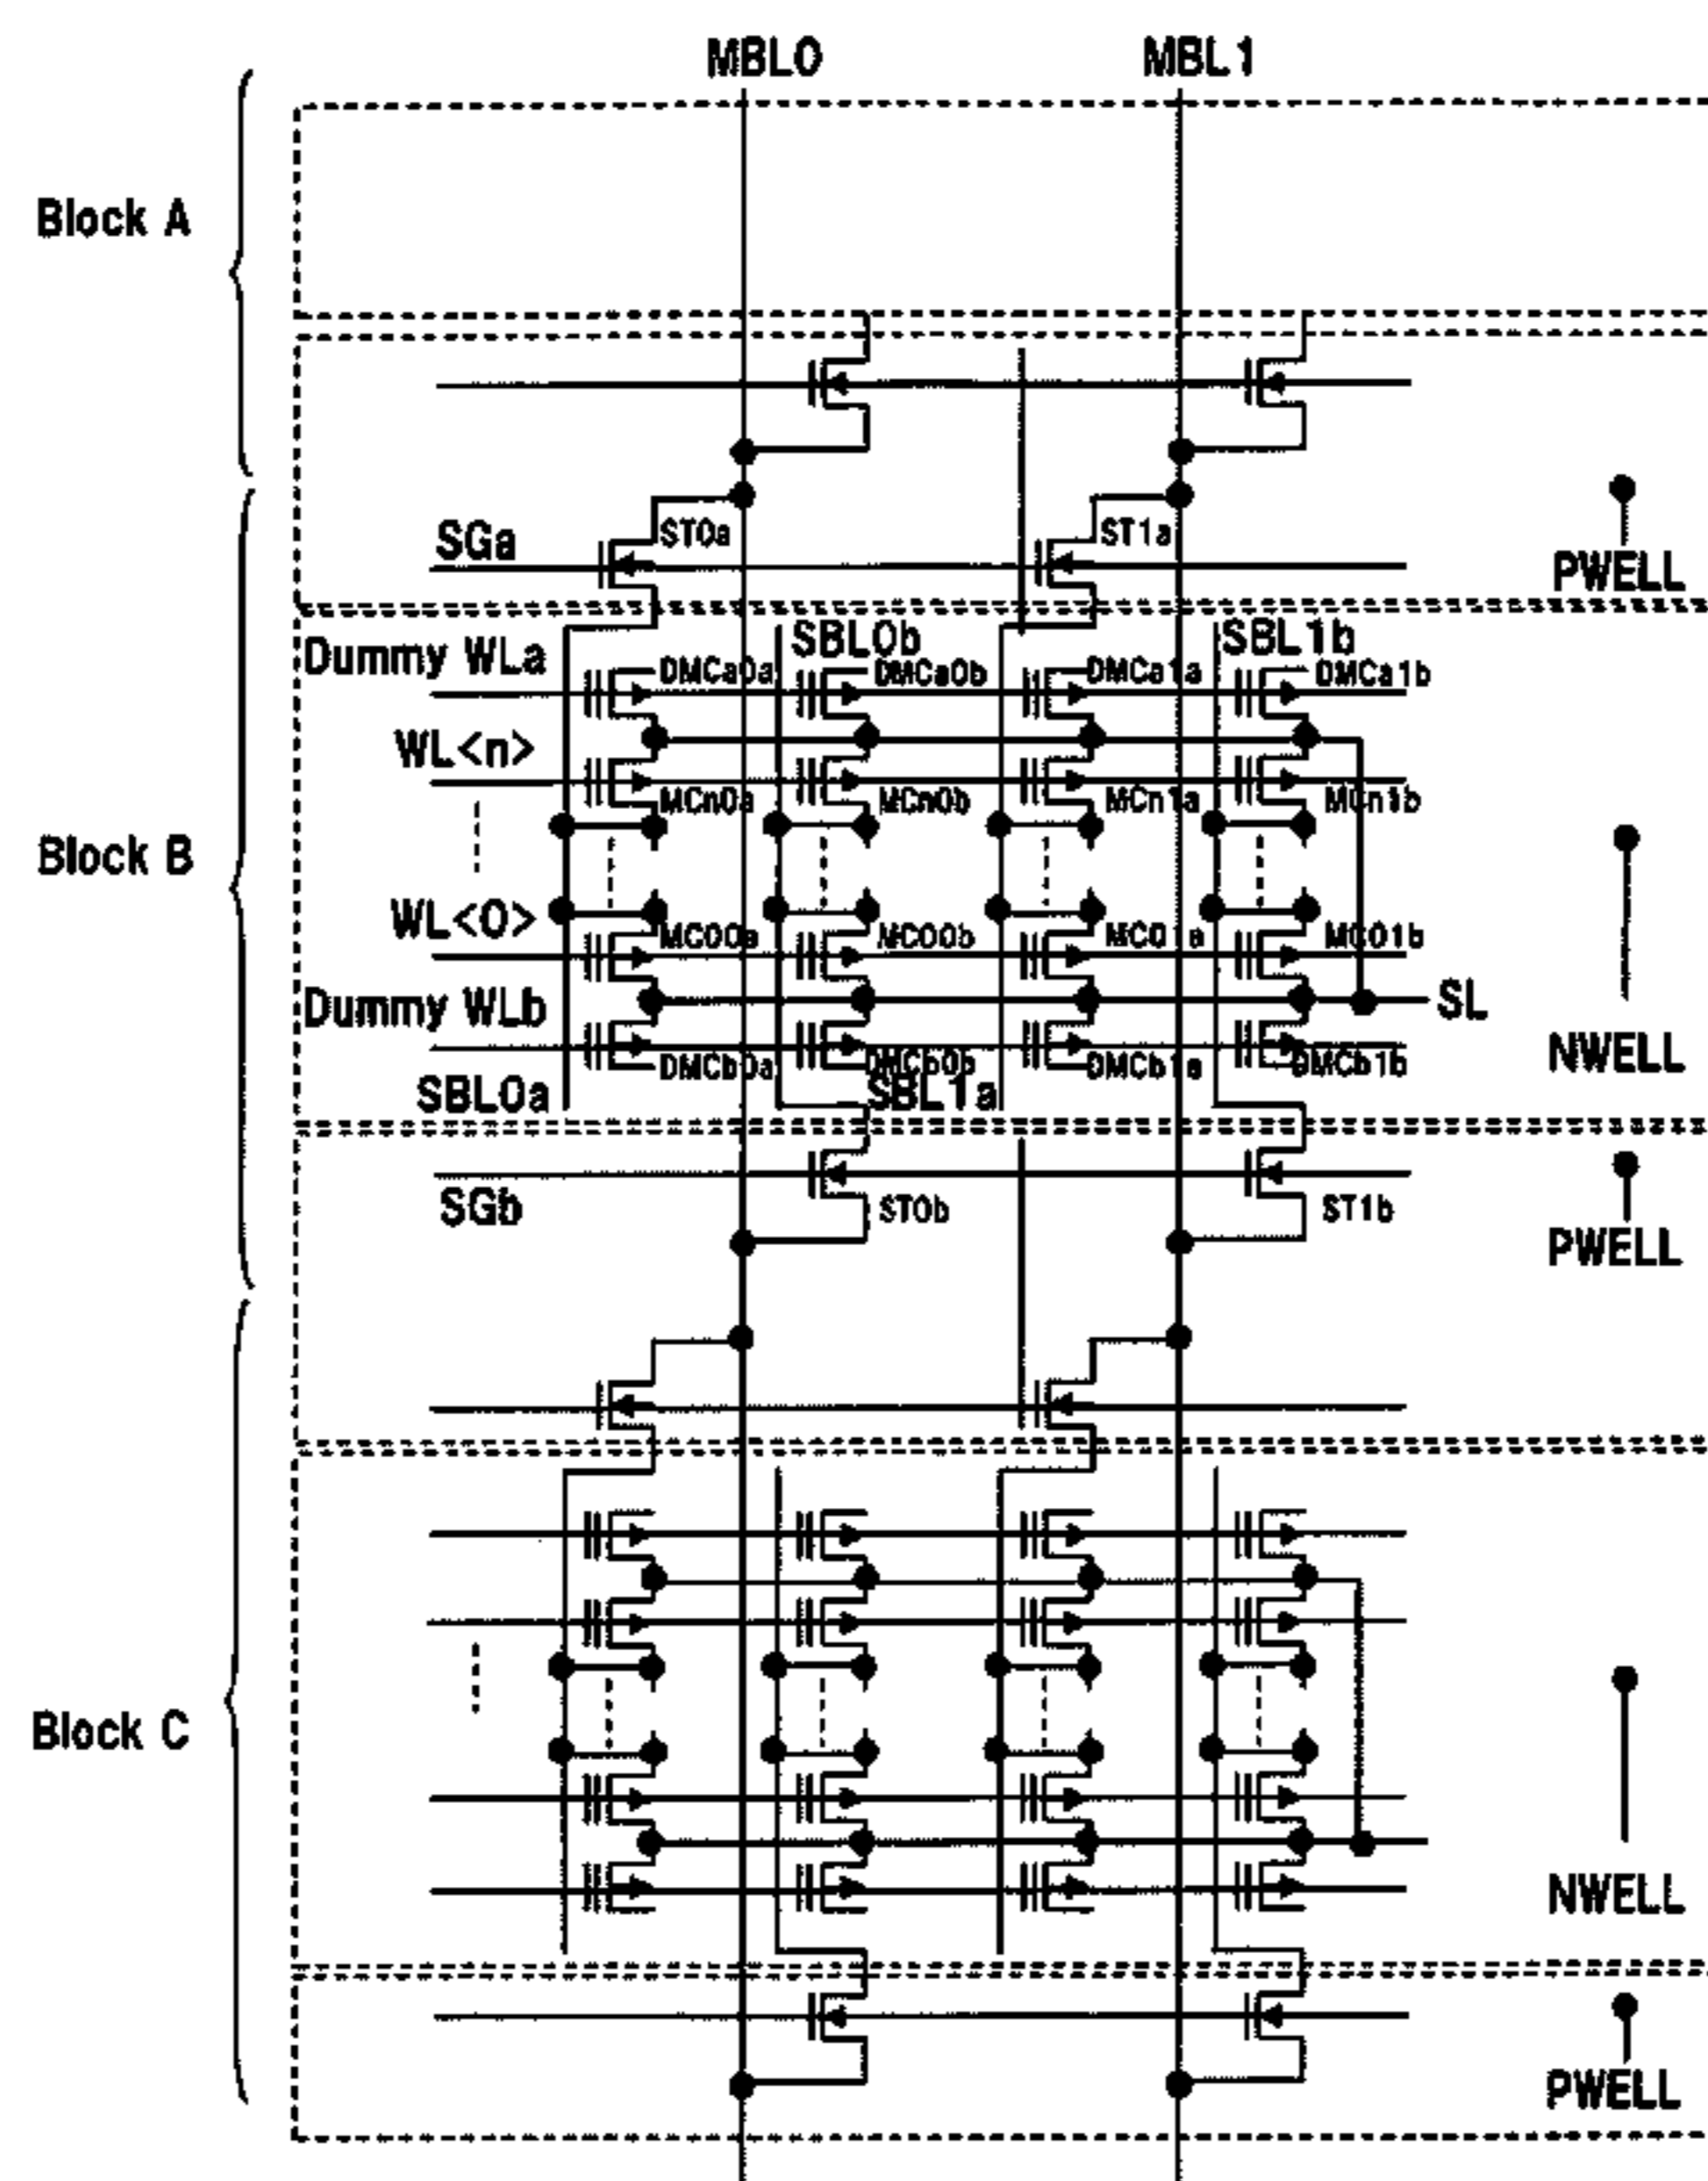 MBL0 MBL1
Block A
SGa ST0a ST1a
PWELL
Dummy WLa SBL0b SBL1b
DMCa0a DMCa0b DMCa1a DMCa1b
WL<n>
MCn0a MCn0b MCn1a MCn1b
Block B
WL<0>
MC00a MC00b MC01a MC01b
Dummy WLb SL
NWELL
DMCb0a DMCb0b DMCb1a DMCb1b
SBL0a SBL1a
SGb ST0b ST1b
PWELL
Block C
NWELL
PWELL